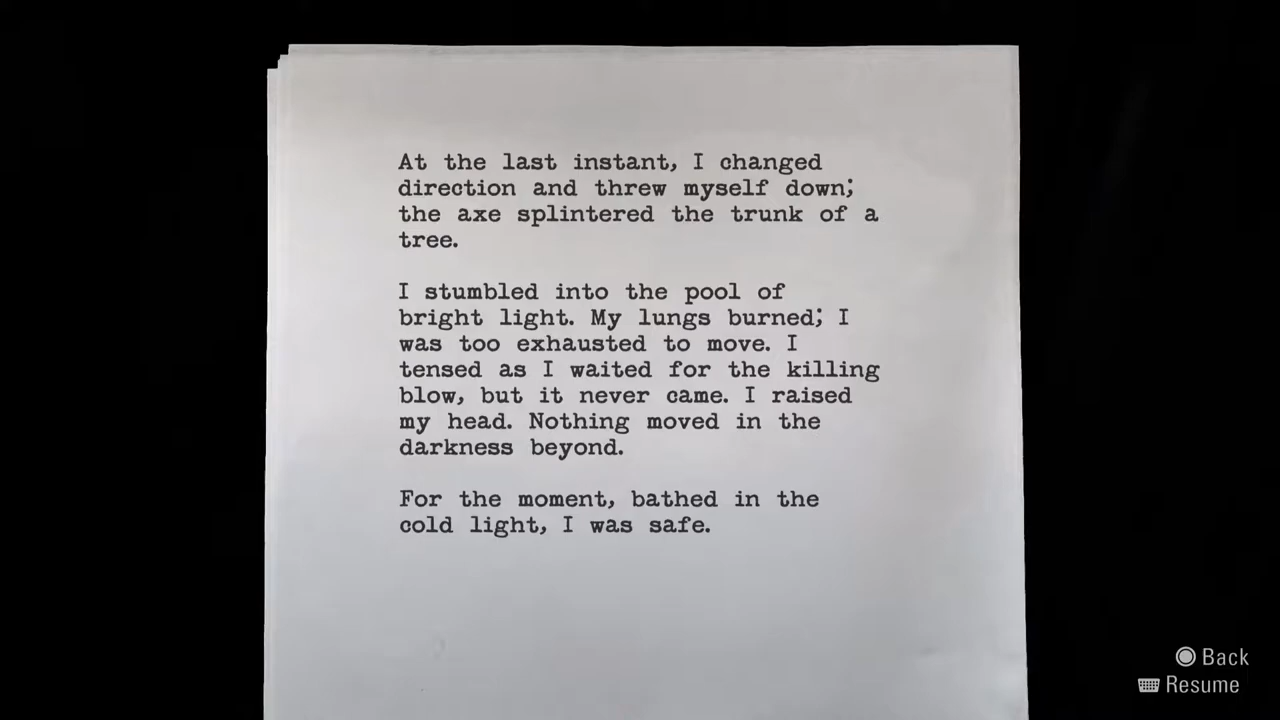 At the last instant, I changed
direction and threw myself down;
the axe splintered the trunk of a
tree.
I stumbled into the pool of
bright light. My lungs burned; I
was too exhausted to move. I
tensed as I waited for the killing
blow, but it never came. I raised
my head. Nothing moved in the
darkness beyond.
For the moment, bathed in the
cold light, I was safe.
Back
Resume